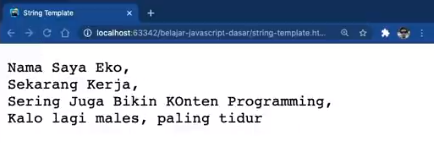 String Template
localhost:63342/belajar-javascript-dasar/string-template.ht...
Nama Saya Eko,
Sekarang Kerja,
Sering Juga Bikin KOnten Programming,
Kalo lagi males, paling tidur